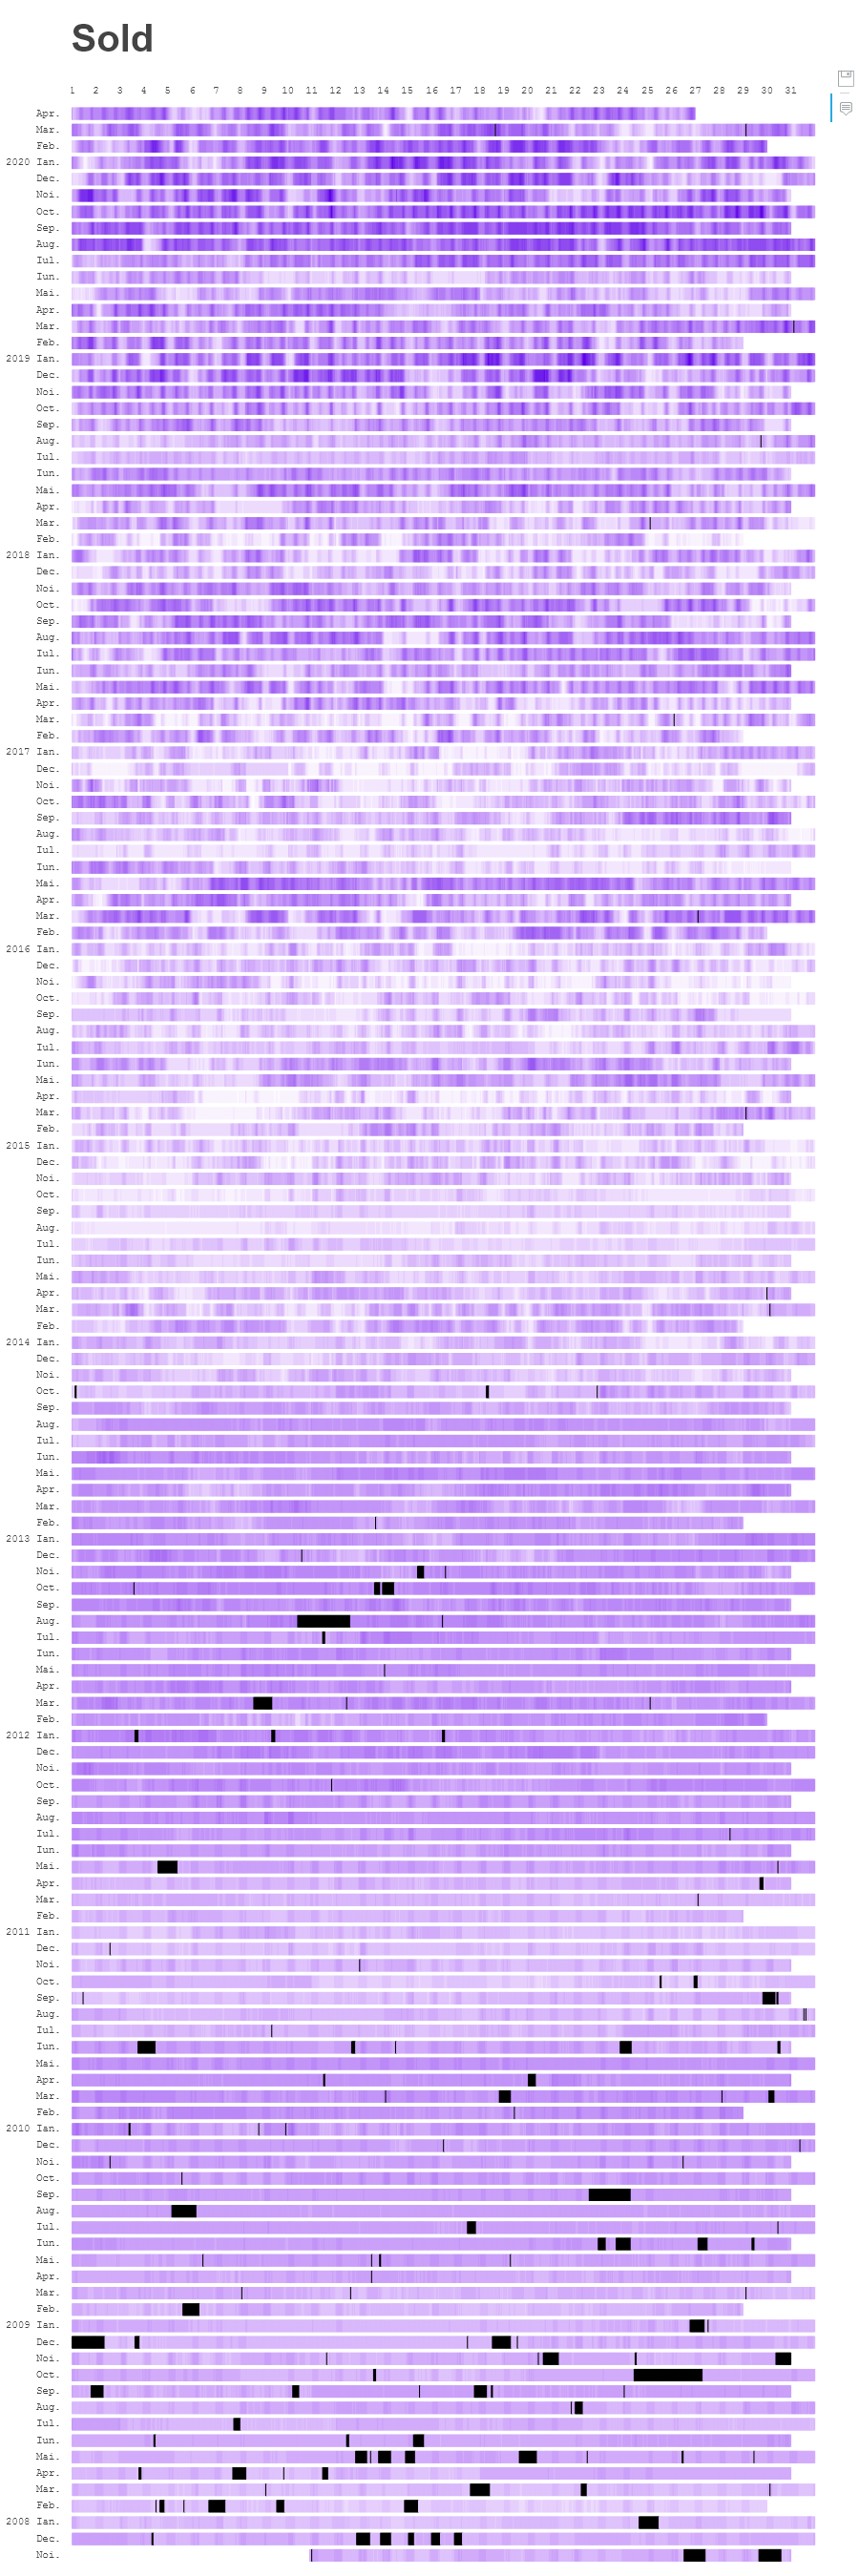 Sold
1 2 3 4 5 6 7 8 9 10 11 12 13 14 15 16 17 18 19 20 21 22 23 24 25 26 27 28 29 30 31
Apr.
Mar.
Feb.
2020 Ian.
Dec.
Noi.
Oct.
Sep.
Aug.
Iul.
Iun.
Mai.
Apr.
Mar.
Feb.
2019 Ian.
Dec.
Noi.
Oct.
Sep.
Aug.
Iul.
Iun.
Mai.
Apr.
Mar.
Feb.
2018 Ian.
Dec.
Noi.
Oct.
Sep.
Aug.
Iul.
Iun.
Mai.
Apr.
Mar.
Feb.
2017 Ian.
Dec.
Noi.
Oct.
Sep.
Aug.
Iul.
Iun.
Mai.
Apr.
Mar.
Feb.
2016 Ian.
Dec.
Noi.
Oct.
Sep.
Aug.
Iul.
Iun.
Mai.
Apr.
Mar.
Feb.
2015 Ian.
Dec.
Noi.
Oct.
Sep.
Aug.
Iul.
Iun.
Mai.
Apr.
Mar.
Feb.
2014 Ian.
Dec.
Noi.
Oct.
Sep.
Aug.
Iul.
Iun.
Mai.
Apr.
Mar.
Feb.
2013 Ian.
Dec.
Noi.
Oct.
Sep.
Aug.
Iul.
Iun.
Mai.
Apr.
Mar.
Feb.
2012 Ian.
Dec.
Noi.
Oct.
Sep.
Aug.
Iul.
Iun.
Mai.
Apr.
Mar.
Feb.
2011 Ian.
Dec.
Noi.
Oct.
Sep.
Aug.
Iul.
Iun.
Mai.
Apr.
Mar.
Feb.
2010 Ian.
Dec.
Noi.
Oct.
Sep.
Aug.
Iul.
Iun.
Mai.
Apr.
Mar.
Feb.
2009 Ian.
Dec.
Noi.
Oct.
Sep.
Aug.
Iul.
Iun.
Mai.
Apr.
Mar.
Feb.
2008 Ian.
Dec.
Noi.